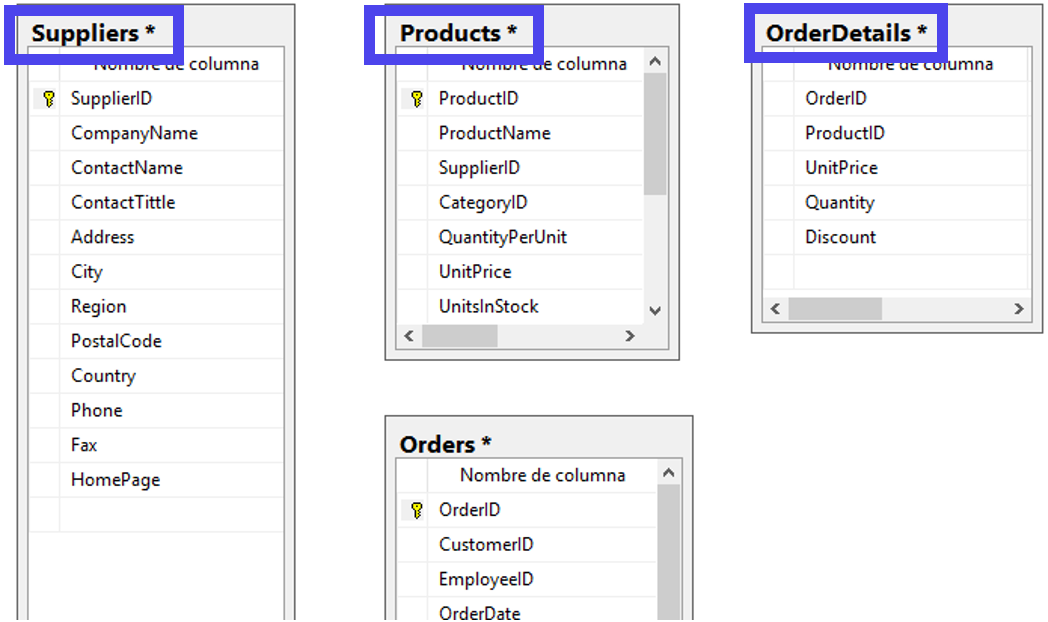 Suppliers *
Nombre de columna
SupplierID
CompanyName
ContactName
ContactTittle
Address
City
Region
PostalCode
Country
Phone
Fax
HomePage
Products *
Nombre de columna
ProductID
ProductName
SupplierID
CategoryID
QuantityPerUnit
UnitPrice
UnitsInStock
OrderDetails *
Nombre de columna
OrderID
ProductID
UnitPrice
Quantity
Discount
Orders *
Nombre de columna
OrderID
CustomerID
EmployeeID
OrderDate